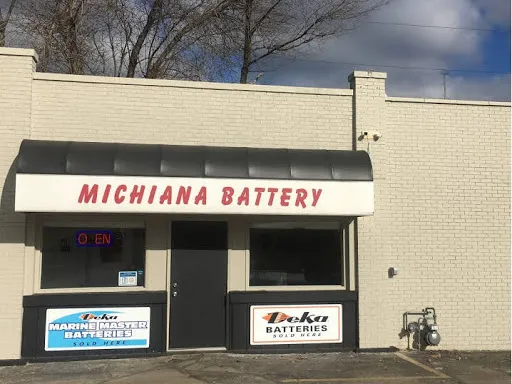 MICHIANA BATTERY
OPEN
Deka
MARINE MASTER
BATTERIES
SOLD HERE
Deka
BATTERIES
SOLD HERE